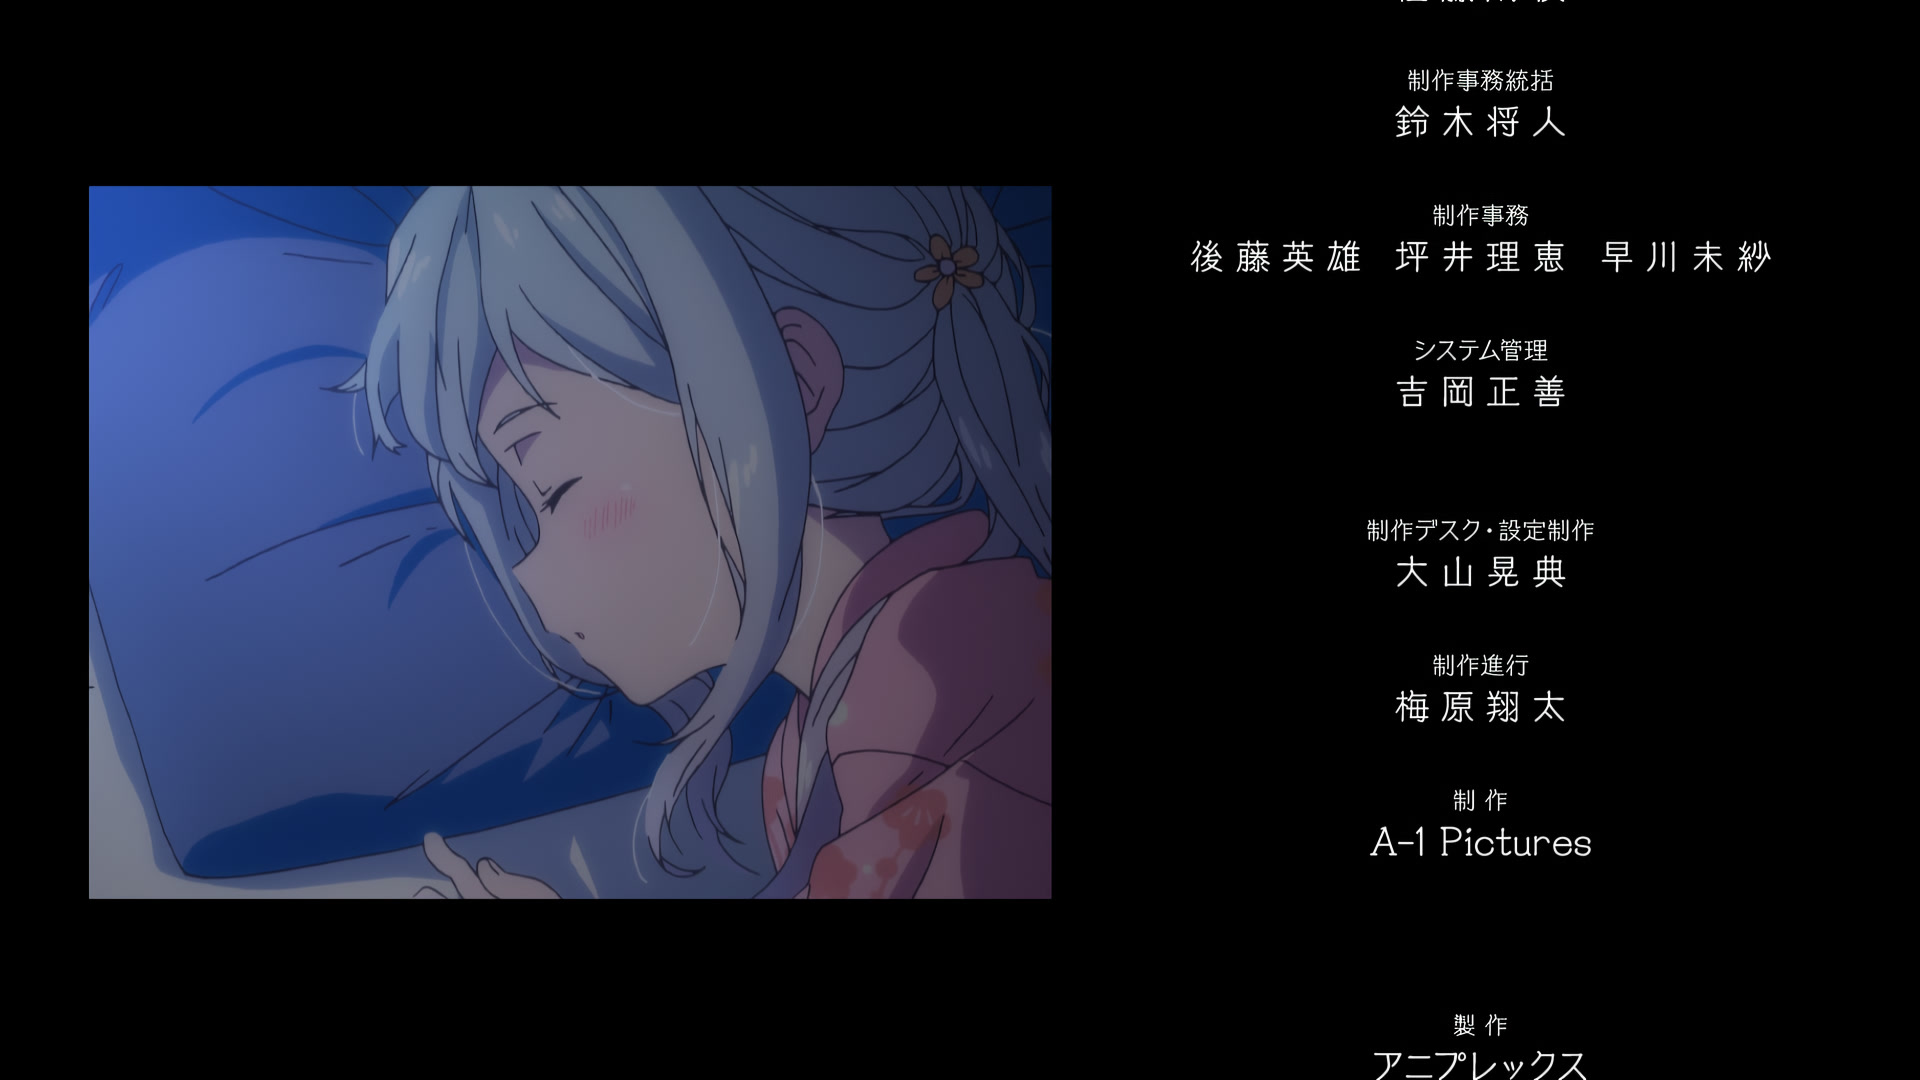 制作事務統括
鈴木将人
制作事務
後藤英雄 坪井理恵 早川未紗
システム管理
吉岡正善
制作デスク・設定制作
大山晃典
制作進行
梅原翔太
制作
A-1 Pictures
製作
アニプレックス